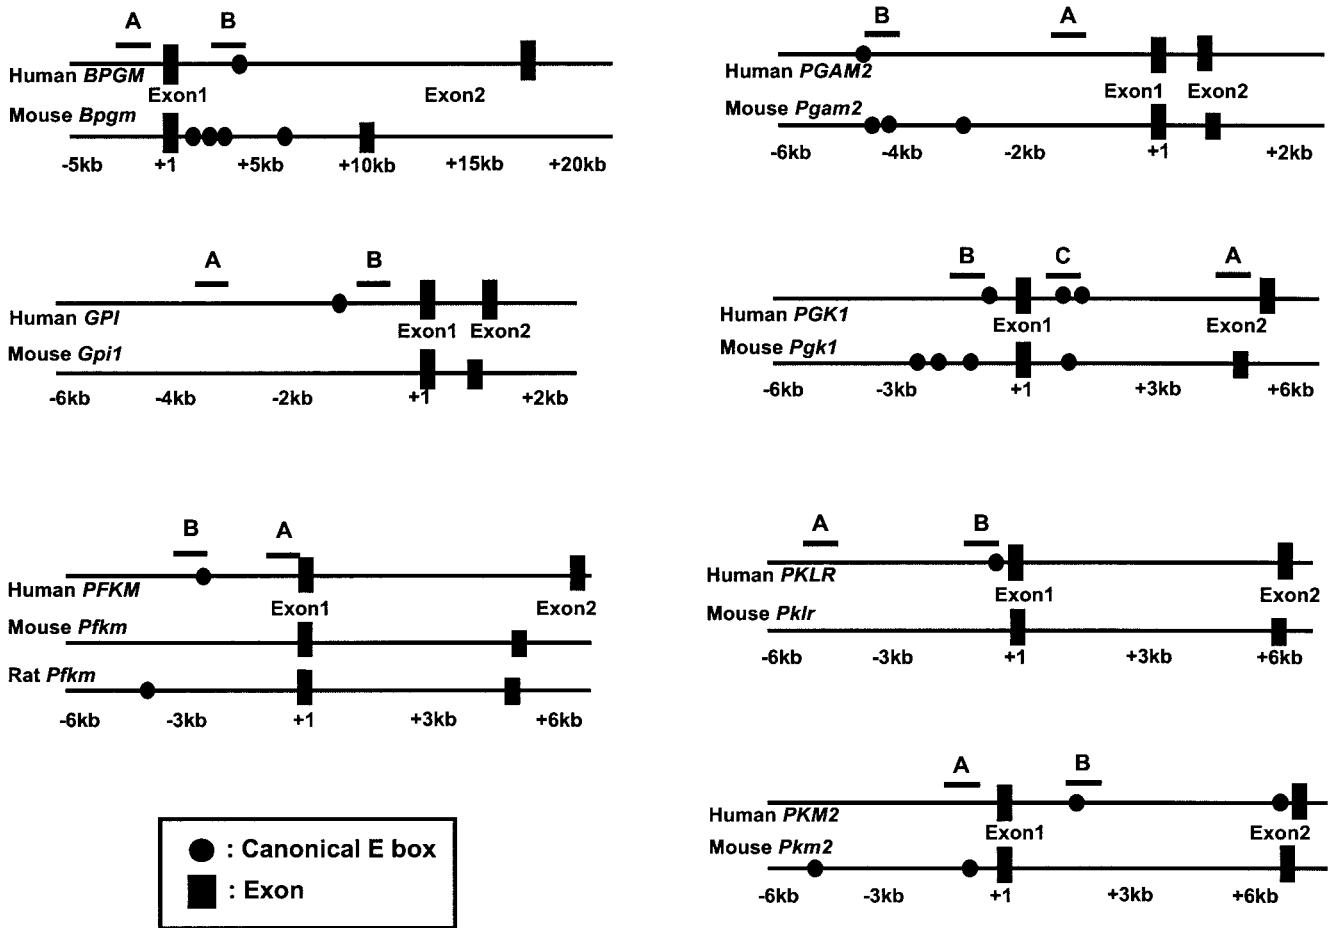 A B
Human BPGM
Exon1 Exon2
Mouse Bpgm
-5kb +1 +5kb +10kb +15kb +20kb
B A
Human PGAM2
Exon1 Exon2
Mouse Pgam2
-6kb -4kb -2kb +1 +2kb
A B
Human GPI
Exon1 Exon2
Mouse Gpi1
-6kb -4kb -2kb +1 +2kb
B C A
Human PGK1
Exon1 Exon2
Mouse Pgk1
-6kb -3kb +1 +3kb +6kb
B A
Human PFKM
Exon1 Exon2
Mouse Pfkm
Rat Pfkm
-6kb -3kb +1 +3kb +6kb
A B
Human PKLR
Exon1 Exon2
Mouse Pklr
-6kb -3kb +1 +3kb +6kb
A B
Human PKM2
Exon1 Exon2
Mouse Pkm2
-6kb -3kb +1 +3kb +6kb
: Canonical E box
: Exon